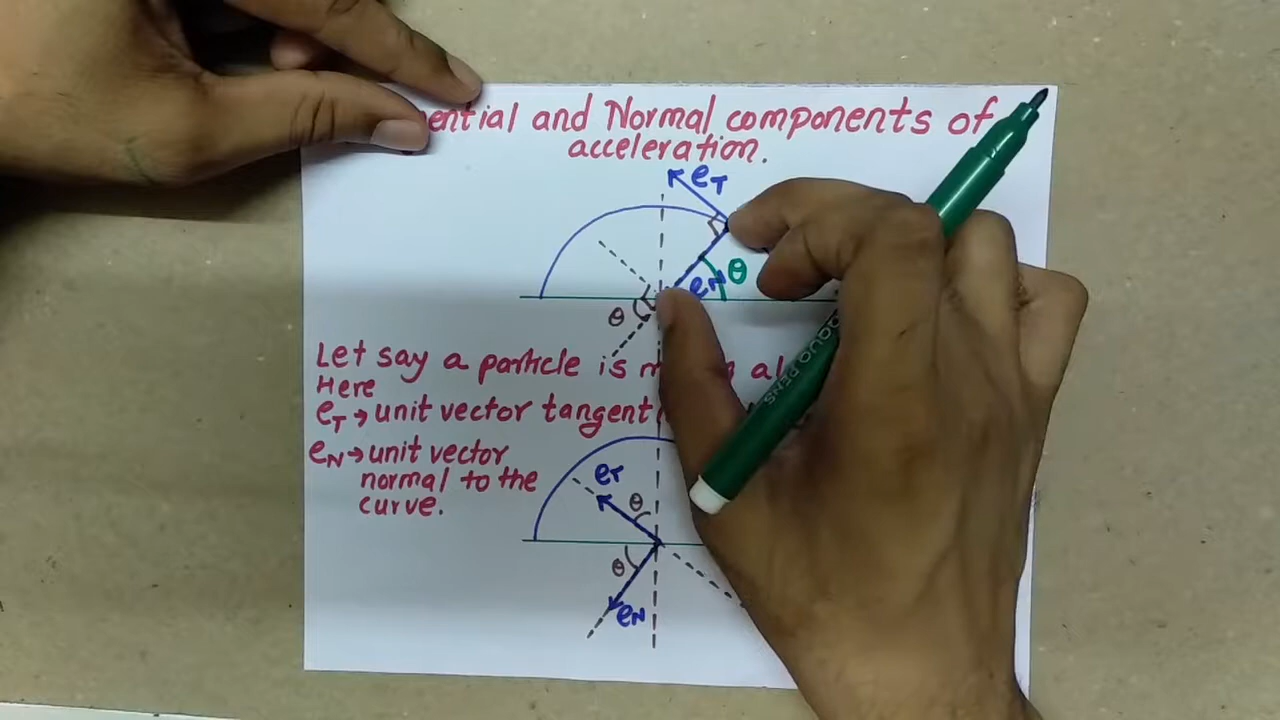 and Normal components of
acceleration.
eT
θ
eN
θ
Let say a particle is
Here
eT → unit vector tangent
eN → unit vector
normal to the
curve.
eT
θ
θ
eN
PENS